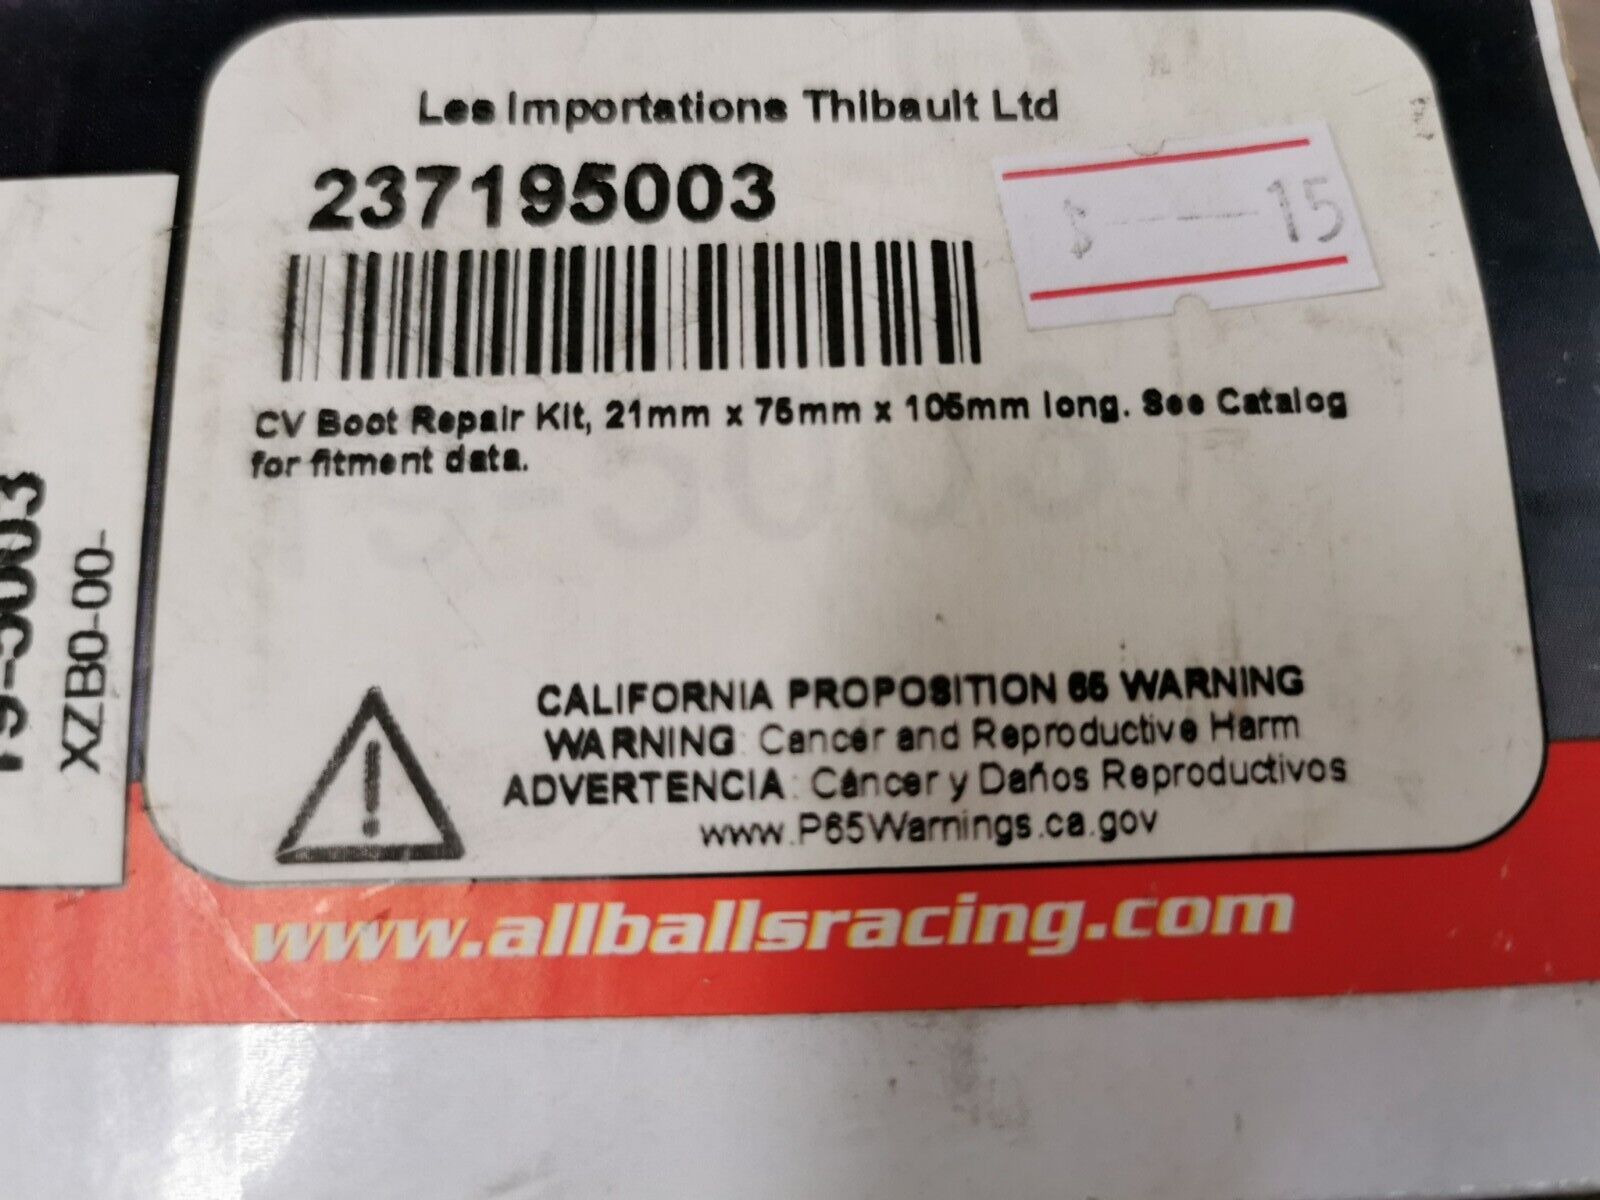 Les Importations Thibault Ltd
237195003
$ 15
CV Boot Repair Kit, 21mm x 75mm x 105mm long. See Catalog
for fitment data.
19-5003
XZB0-00-
CALIFORNIA PROPOSITION 65 WARNING
WARNING: Cancer and Reproductive Harm
ADVERTENCIA: Cáncer y Daños Reproductivos
www.P65Warnings.ca.gov
www.allballsracing.com